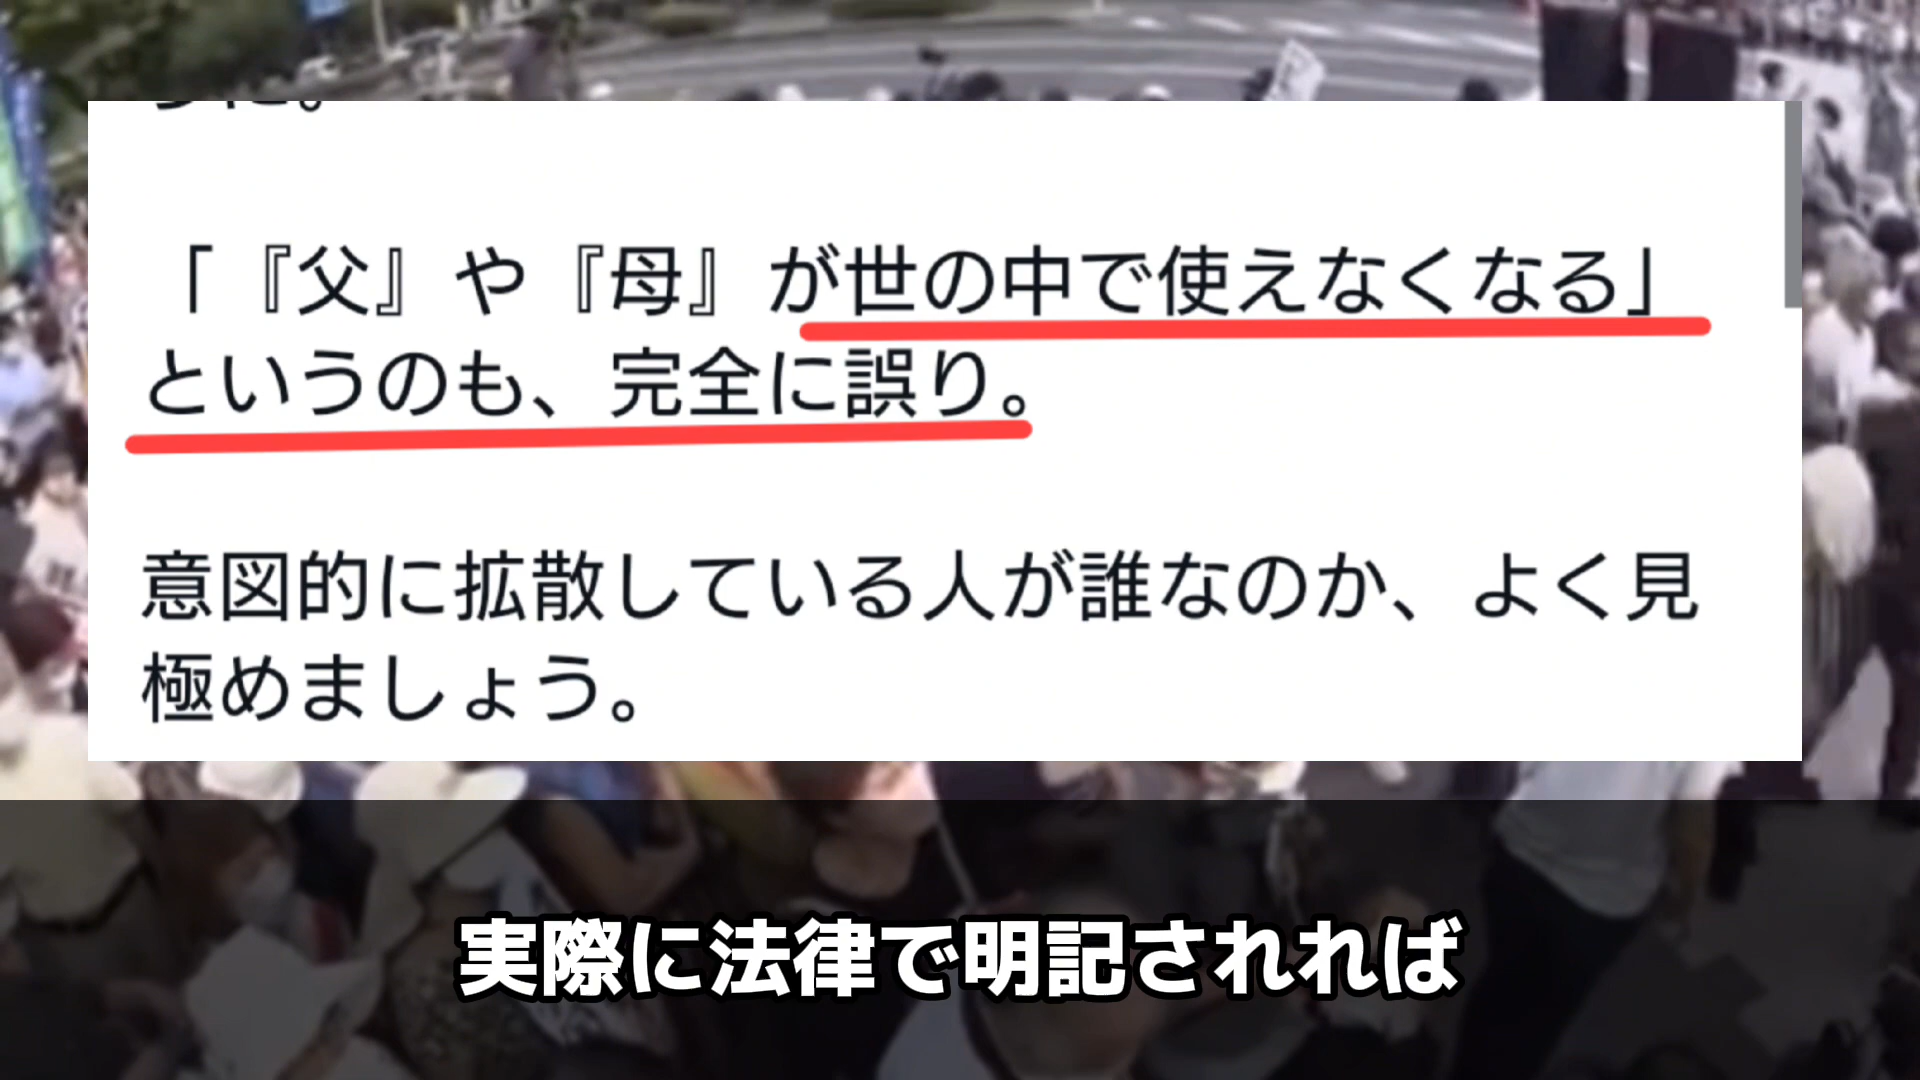 「『父』や『母』が世の中で使えなくなる」
というのも、完全に誤り。
意図的に拡散している人が誰なのか、よく見
極めましょう。
実際に法律で明記されれば